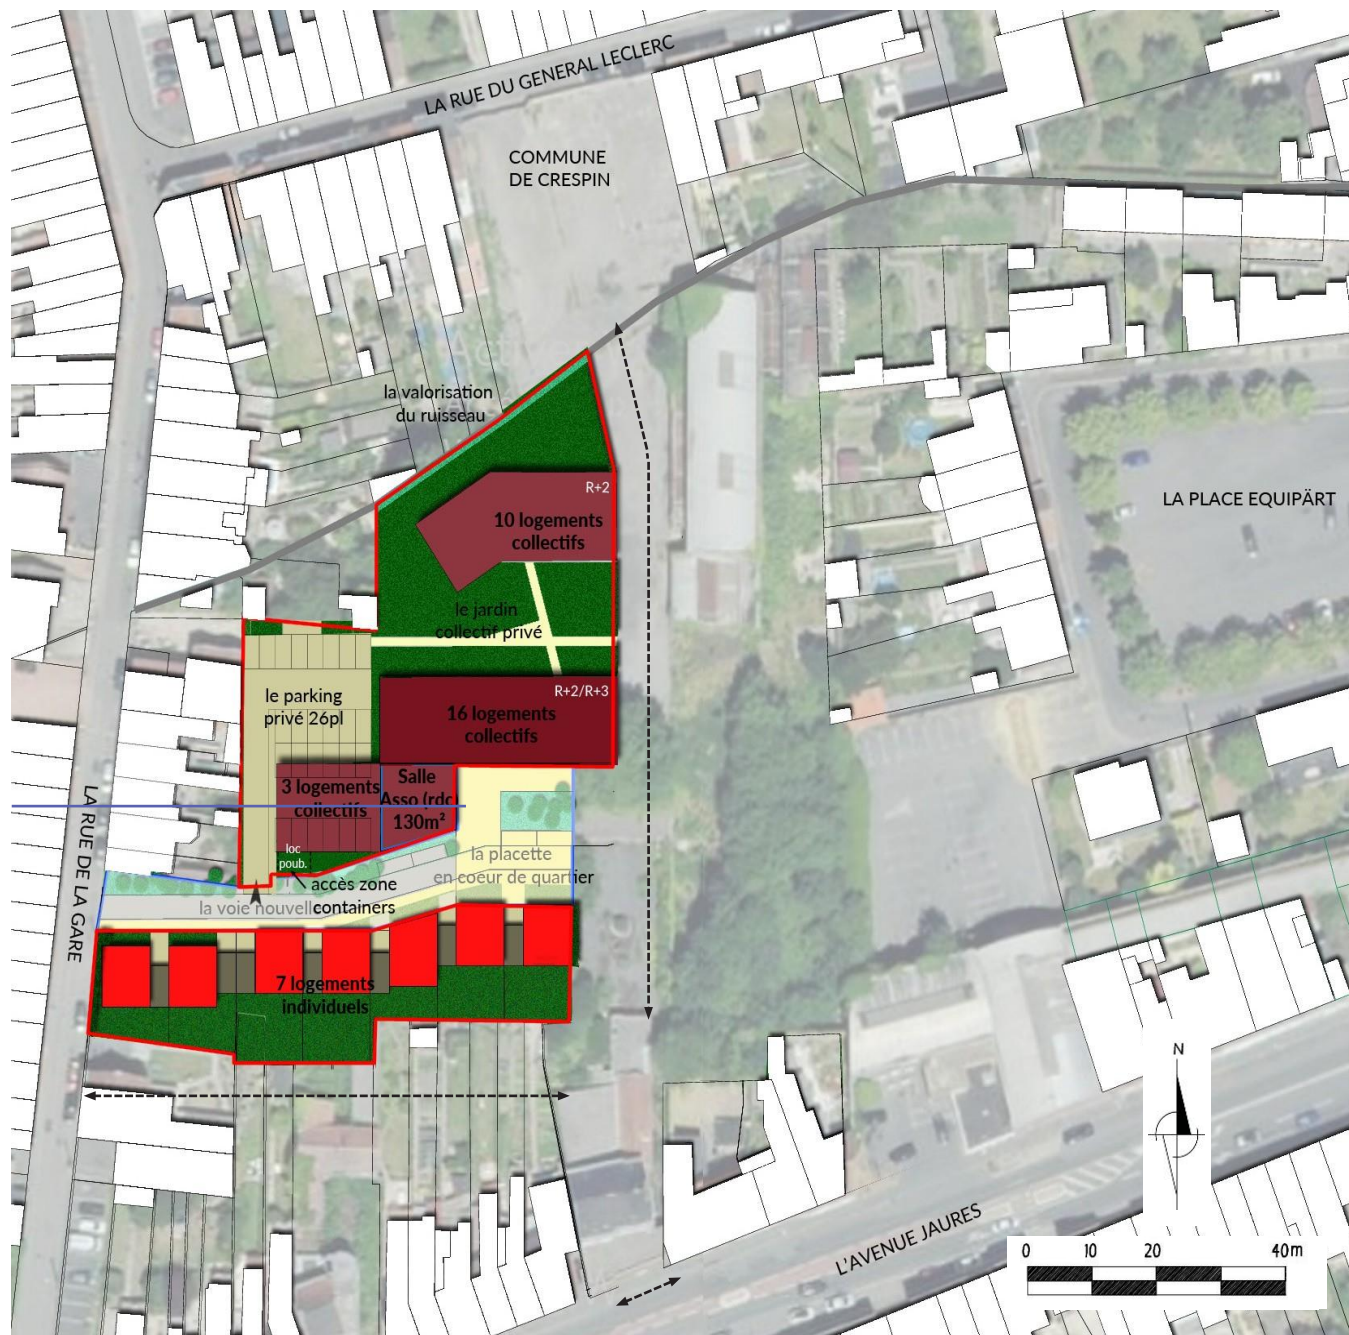 LA RUE DU GENERAL LECLERC
COMMUNE
DE CRESPIN
la valorisation
du ruisseau
R+2
10 logements
collectifs
LA PLACE EQUIPÄRT
le jardin
collectif privé
R+2/R+3
le parking
privé 26pl
16 logements
collectifs
3 logements
collectifs
Salle
Asso (rdc
130m²
LA RUE DE LA GARE
loc
poub.
la placette
en coeur de quartier
accès zone
containers
la voie nouvelle
7 logements
individuels
N
L'AVENUE JAURES
0 10 20 40m